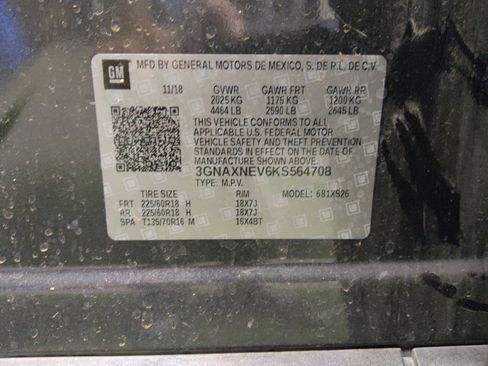 GM
MFD BY GENERAL MOTORS DE MEXICO, S. DE R.L. DE C.V.
11/18 GVWR GAWR FRT GAWR RR
2025 KG 1175 KG 1200 KG
4464 LB 2590 LB 2645 LB
THIS VEHICLE CONFORMS TO ALL
APPLICABLE U.S. FEDERAL MOTOR
VEHICLE SAFETY AND THEFT PREVENTION
STANDARDS IN EFFECT ON THE DATE OF
MANUFACTURE SHOWN ABOVE.
3GNAXNEV6KS564708
TYPE: M.P.V. MODEL: 681XS26
TIRE SIZE RIM
FRT 225/60R18 H 18X7J
RR 225/60R18 H 18X7J
SPA T135/70R16 M 16X4BT